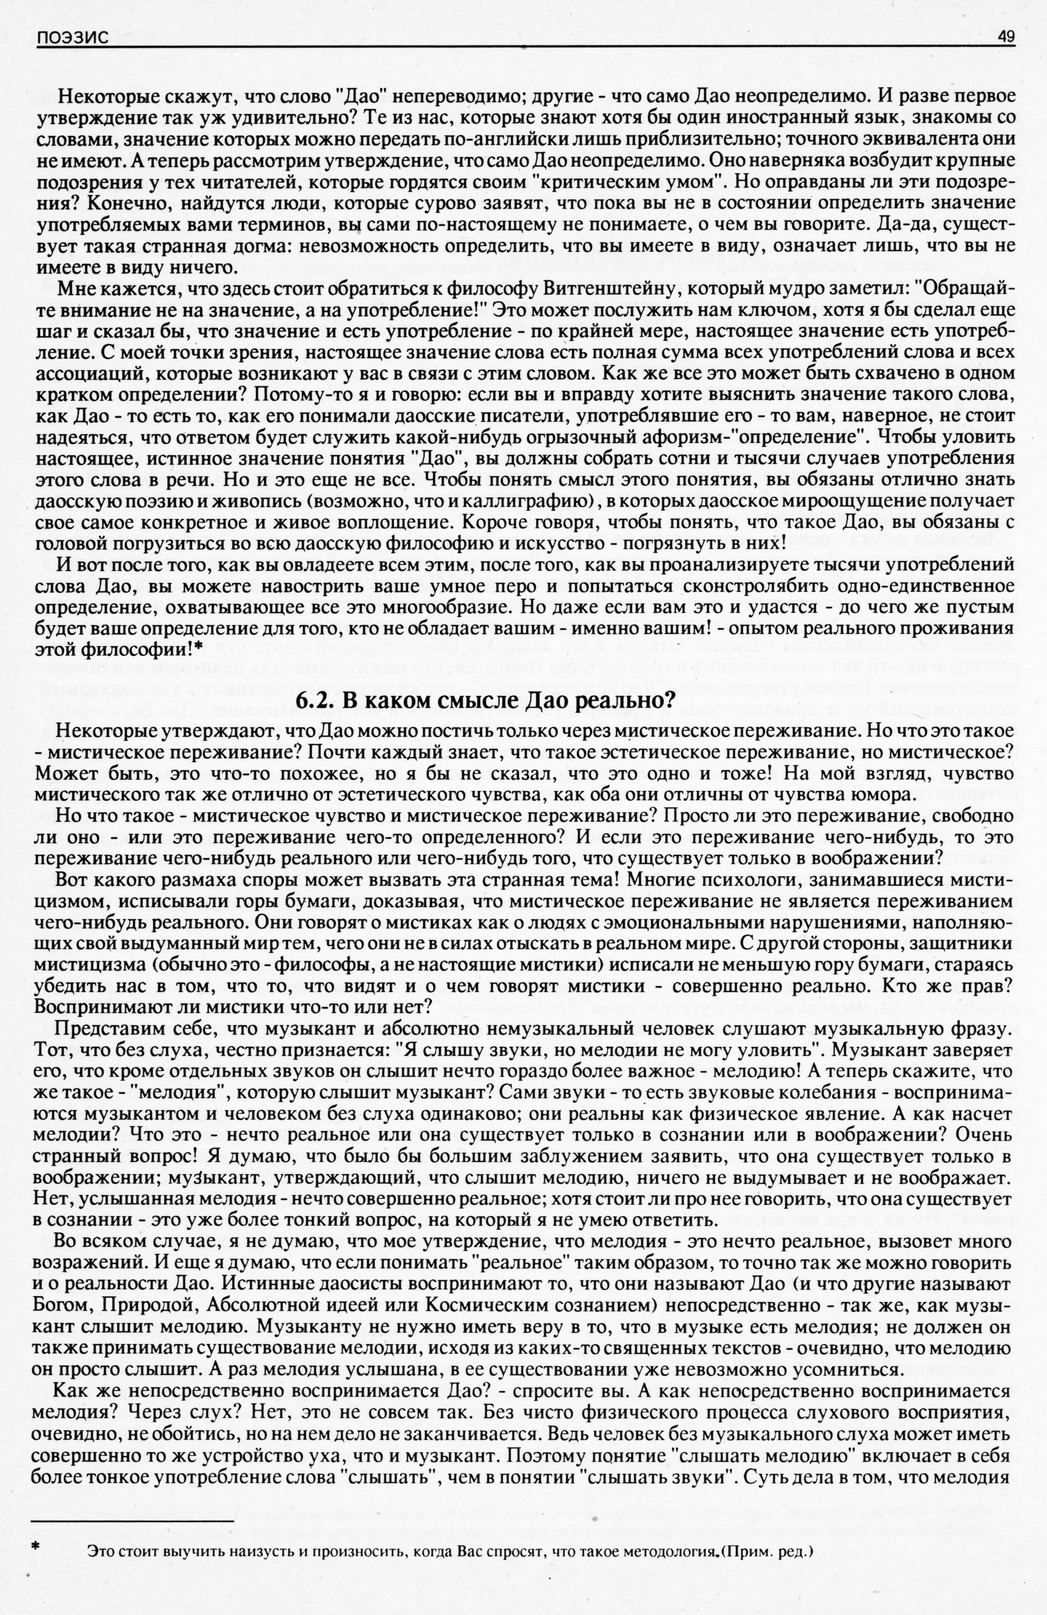 ПОЭЗИС 49
Некоторые скажут, что слово "Дао" непереводимо; другие - что само Дао неопределимо. И разве первое
утверждение так уж удивительно? Те из нас, которые знают хотя бы один иностранный язык, знакомы со
словами, значение которых можно передать по-английски лишь приблизительно; точного эквивалента они
не имеют. А теперь рассмотрим утверждение, что само Дао неопределимо. Оно наверняка возбудит крупные
подозрения у тех читателей, которые гордятся своим "критическим умом". Но оправданы ли эти подозре-
ния? Конечно, найдутся люди, которые сурово заявят, что пока вы не в состоянии определить значение
употребляемых вами терминов, вы сами по-настоящему не понимаете, о чем вы говорите. Да-да, сущест-
вует такая странная догма: невозможность определить, что вы имеете в виду, означает лишь, что вы не
имеете в виду ничего.
Мне кажется, что здесь стоит обратиться к философу Витгенштейну, который мудро заметил: "Обращай-
те внимание не на значение, а на употребление!" Это может послужить нам ключом, хотя я бы сделал еще
шаг и сказал бы, что значение и есть употребление - по крайней мере, настоящее значение есть употреб-
ление. С моей точки зрения, настоящее значение слова есть полная сумма всех употреблений слова и всех
ассоциаций, которые возникают у вас в связи с этим словом. Как же все это может быть схвачено в одном
кратком определении? Потому-то я и говорю: если вы и вправду хотите выяснить значение такого слова,
как Дао - то есть то, как его понимали даосские писатели, употреблявшие его - то вам, наверное, не стоит
надеяться, что ответом будет служить какой-нибудь огрызочный афоризм-"определение". Чтобы уловить
настоящее, истинное значение понятия "Дао", вы должны собрать сотни и тысячи случаев употребления
этого слова в речи. Но и это еще не все. Чтобы понять смысл этого понятия, вы обязаны отлично знать
даосскую поэзию и живопись (возможно, что и каллиграфию), в которых даосское мироощущение получает
свое самое конкретное и живое воплощение. Короче говоря, чтобы понять, что такое Дао, вы обязаны с
головой погрузиться во всю даосскую философию и искусство - погрязнуть в них!
И вот после того, как вы овладеете всем этим, после того, как вы проанализируете тысячи употреблений
слова Дао, вы можете навострить ваше умное перо и попытаться сконстролябить одно-единственное
определение, охватывающее все это многообразие. Но даже если вам это и удастся - до чего же пустым
будет ваше определение для того, кто не обладает вашим - именно вашим! - опытом реального проживания
этой философии!*
6.2. В каком смысле Дао реально?
Некоторые утверждают, что Дао можно постичь только через мистическое переживание. Но что это такое
- мистическое переживание? Почти каждый знает, что такое эстетическое переживание, но мистическое?
Может быть, это что-то похожее, но я бы не сказал, что это одно и тоже! На мой взгляд, чувство
мистического так же отлично от эстетического чувства, как оба они отличны от чувства юмора.
Но что такое - мистическое чувство и мистическое переживание? Просто ли это переживание, свободно
ли оно - или это переживание чего-то определенного? И если это переживание чего-нибудь, то это
переживание чего-нибудь реального или чего-нибудь того, что существует только в воображении?
Вот какого размаха споры может вызвать эта странная тема! Многие психологи, занимавшиеся мисти-
цизмом, исписывали горы бумаги, доказывая, что мистическое переживание не является переживанием
чего-нибудь реального. Они говорят о мистиках как о людях с эмоциональными нарушениями, наполняю-
щих свой выдуманный мир тем, чего они не в силах отыскать в реальном мире. С другой стороны, защитники
мистицизма (обычно это - философы, а не настоящие мистики) исписали не меньшую гору бумаги, стараясь
убедить нас в том, что то, что видят и о чем говорят мистики - совершенно реально. Кто же прав?
Воспринимают ли мистики что-то или нет?
Представим себе, что музыкант и абсолютно немузыкальный человек слушают музыкальную фразу.
Тот, что без слуха, честно признается: "Я слышу звуки, но мелодии не могу уловить". Музыкант заверяет
его, что кроме отдельных звуков он слышит нечто гораздо более важное - мелодию! А теперь скажите, что
же такое - "мелодия", которую слышит музыкант? Сами звуки - то есть звуковые колебания - воспринима-
ются музыкантом и человеком без слуха одинаково; они реальны как физическое явление. А как насчет
мелодии? Что это - нечто реальное или она существует только в сознании или в воображении? Очень
странный вопрос! Я думаю, что было бы большим заблужением заявить, что она существует только в
воображении; музыкант, утверждающий, что слышит мелодию, ничего не выдумывает и не воображает.
Нет, услышанная мелодия - нечто совершенно реальное; хотя стоит ли про нее говорить, что она существует
в сознании - это уже более тонкий вопрос, на который я не умею ответить.
Во всяком случае, я не думаю, что мое утверждение, что мелодия - это нечто реальное, вызовет много
возражений. И еще я думаю, что если понимать "реальное" таким образом, то точно так же можно говорить
и о реальности Дао. Истинные даосисты воспринимают то, что они называют Дао (и что другие называют
Богом, Природой, Абсолютной идеей или Космическим сознанием) непосредственно - так же, как музы-
кант слышит мелодию. Музыканту не нужно иметь веру в то, что в музыке есть мелодия; не должен он
также принимать существование мелодии, исходя из каких-то священных текстов - очевидно, что мелодию
он просто слышит. А раз мелодия услышана, в ее существовании уже невозможно усомниться.
Как же непосредственно воспринимается Дао? - спросите вы. А как непосредственно воспринимается
мелодия? Через слух? Нет, это не совсем так. Без чисто физического процесса слухового восприятия,
очевидно, не обойтись, но на нем дело не заканчивается. Ведь человек без музыкального слуха может иметь
совершенно то же устройство уха, что и музыкант. Поэтому понятие "слышать мелодию" включает в себя
более тонкое употребление слова "слышать", чем в понятии "слышать звуки". Суть дела в том, что мелодия
* Это стоит выучить наизусть и произносить, когда Вас спросят, что такое методология.(Прим. ред.)